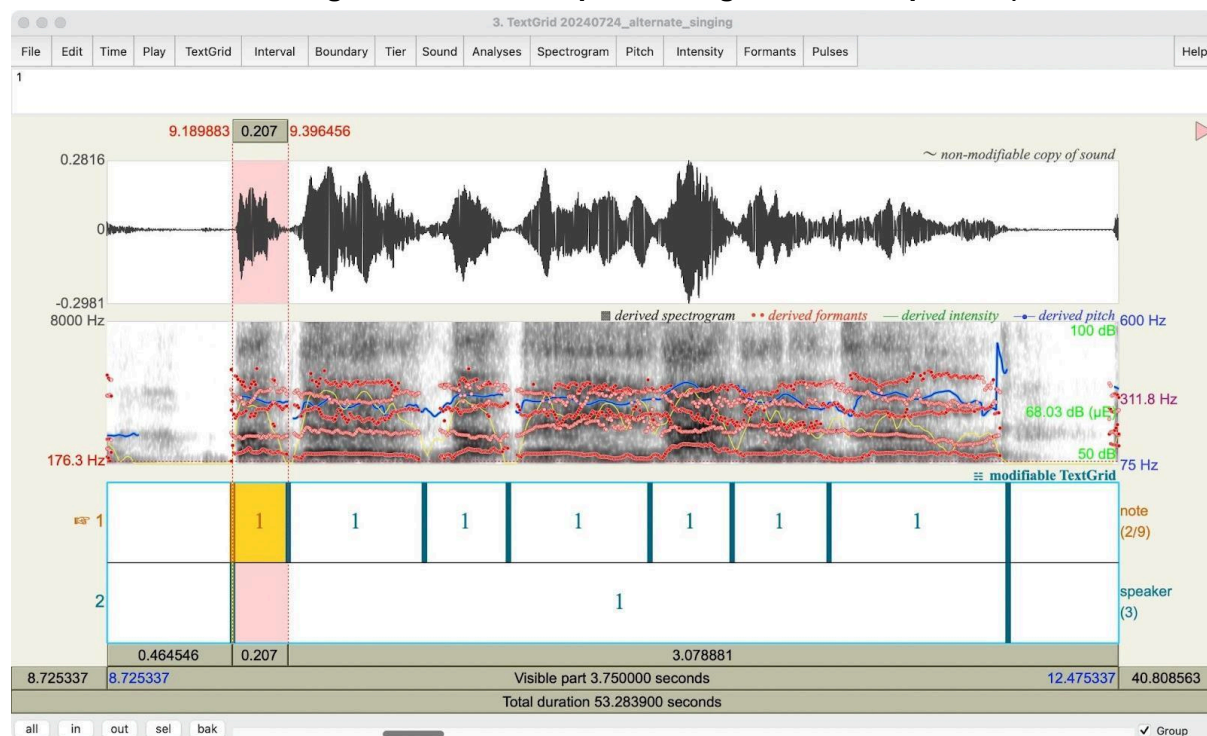 3. TextGrid 20240724_alternate_singing
File Edit Time Play TextGrid Interval Boundary Tier Sound Analyses Spectrogram Pitch Intensity Formants Pulses Help
1
9.189883 0.207 9.396456
0.2816
~ non-modifiable copy of sound
0
-0.2981
8000 Hz derived spectrogram derived formants derived intensity derived pitch 600 Hz
100 dB
311.8 Hz
68.03 dB (µE)
50 dB
176.3 Hz 75 Hz
modifiable TextGrid
1 1 1 1 1 1 1 1 note
(2/9)
2 1 speaker
(3)
0.464546 0.207 3.078881
8.725337 8.725337 Visible part 3.750000 seconds 12.475337 40.808563
Total duration 53.283900 seconds
all in out sel bak Group